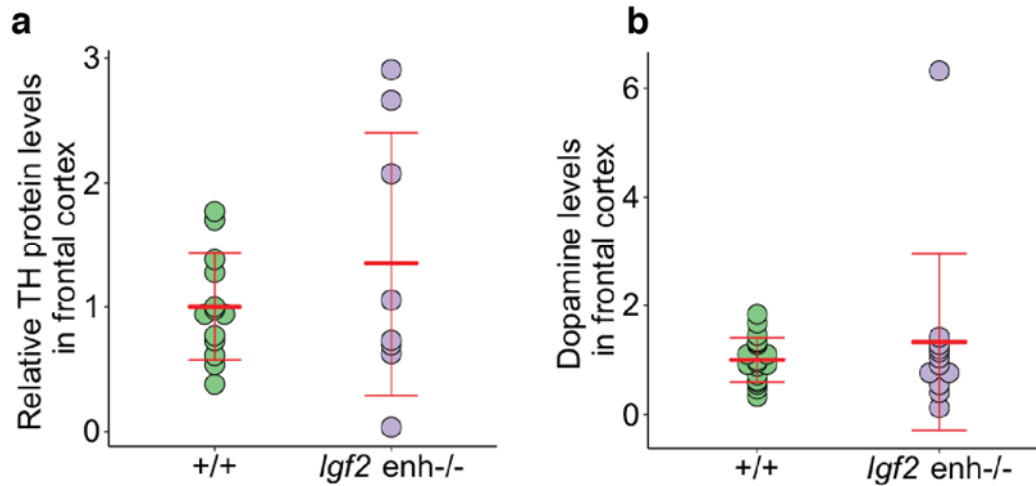 a
Relative TH protein levels
in frontal cortex
3
2
1
0
+/+
Igf2 enh-/-
b
Dopamine levels
in frontal cortex
6
4
2
0
+/+
Igf2 enh-/-